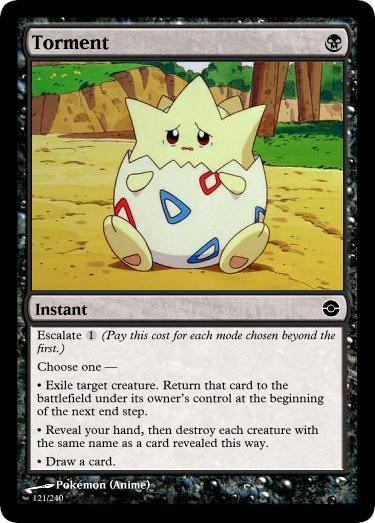 Torment
Instant
Escalate 1 (Pay this cost for each mode chosen beyond the
first.)
Choose one —
• Exile target creature. Return that card to the
battlefield under its owner's control at the beginning
of the next end step.
• Reveal your hand, then destroy each creature with
the same name as a card revealed this way.
• Draw a card.
Pokémon (Anime)
121/240